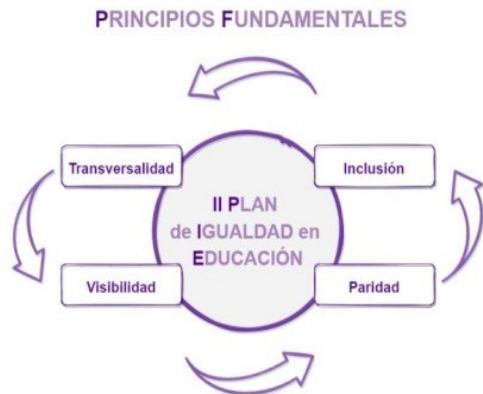 PRINCIPIOS FUNDAMENTALES
Transversalidad
Inclusión
II PLAN
de IGUALDAD en
EDUCACIÓN
Visibilidad
Paridad